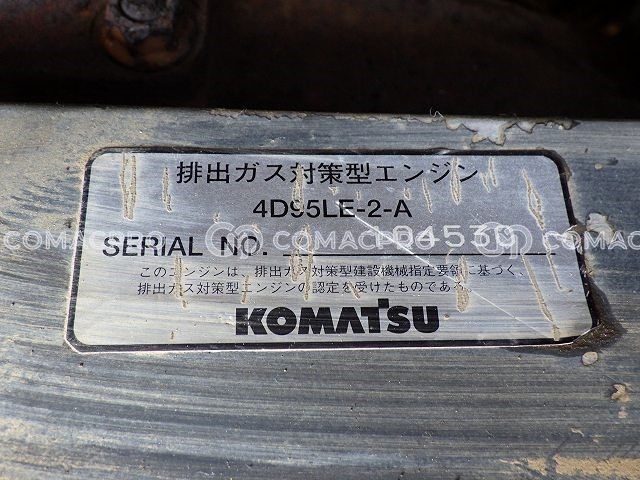 排出ガス対策型エンジン
4D95LE-2-A
SERIAL NO. 04530
このエンジンは、排出ガス対策型建設機械指定要領に基づく、
排出ガス対策型エンジンの認定を受けたものである。
KOMATSU